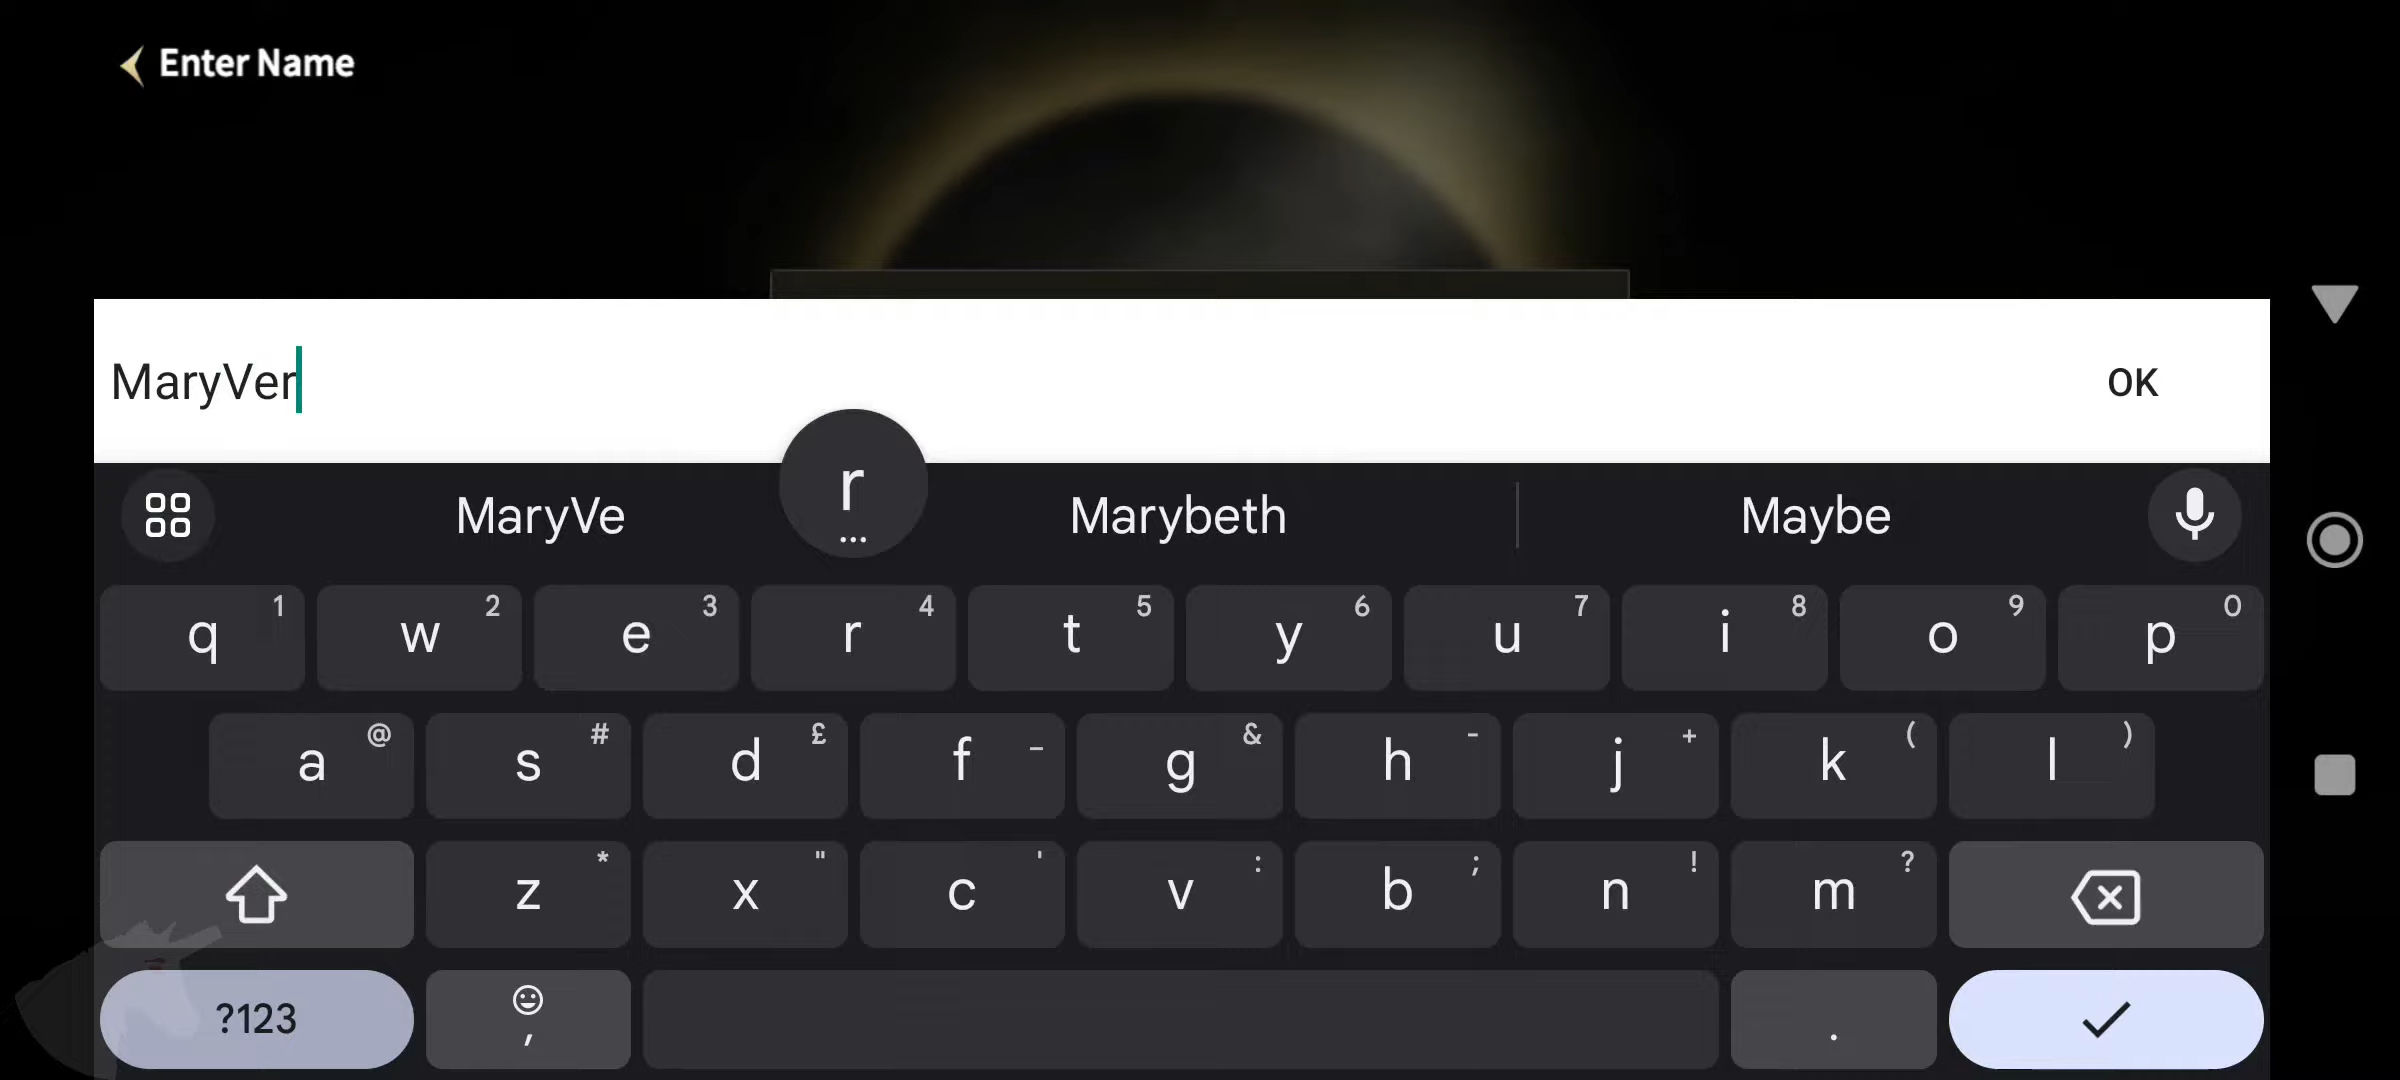 Enter Name
MaryVer
OK
r
...
MaryVe Marybeth Maybe
q 1 w 2 e 3 r 4 t 5 y 6 u 7 i 8 o 9 p 0
a @ s # d £ f _ g & h - j + k ( l )
z * x " c ' v : b ; n ! m ?
?123 , .